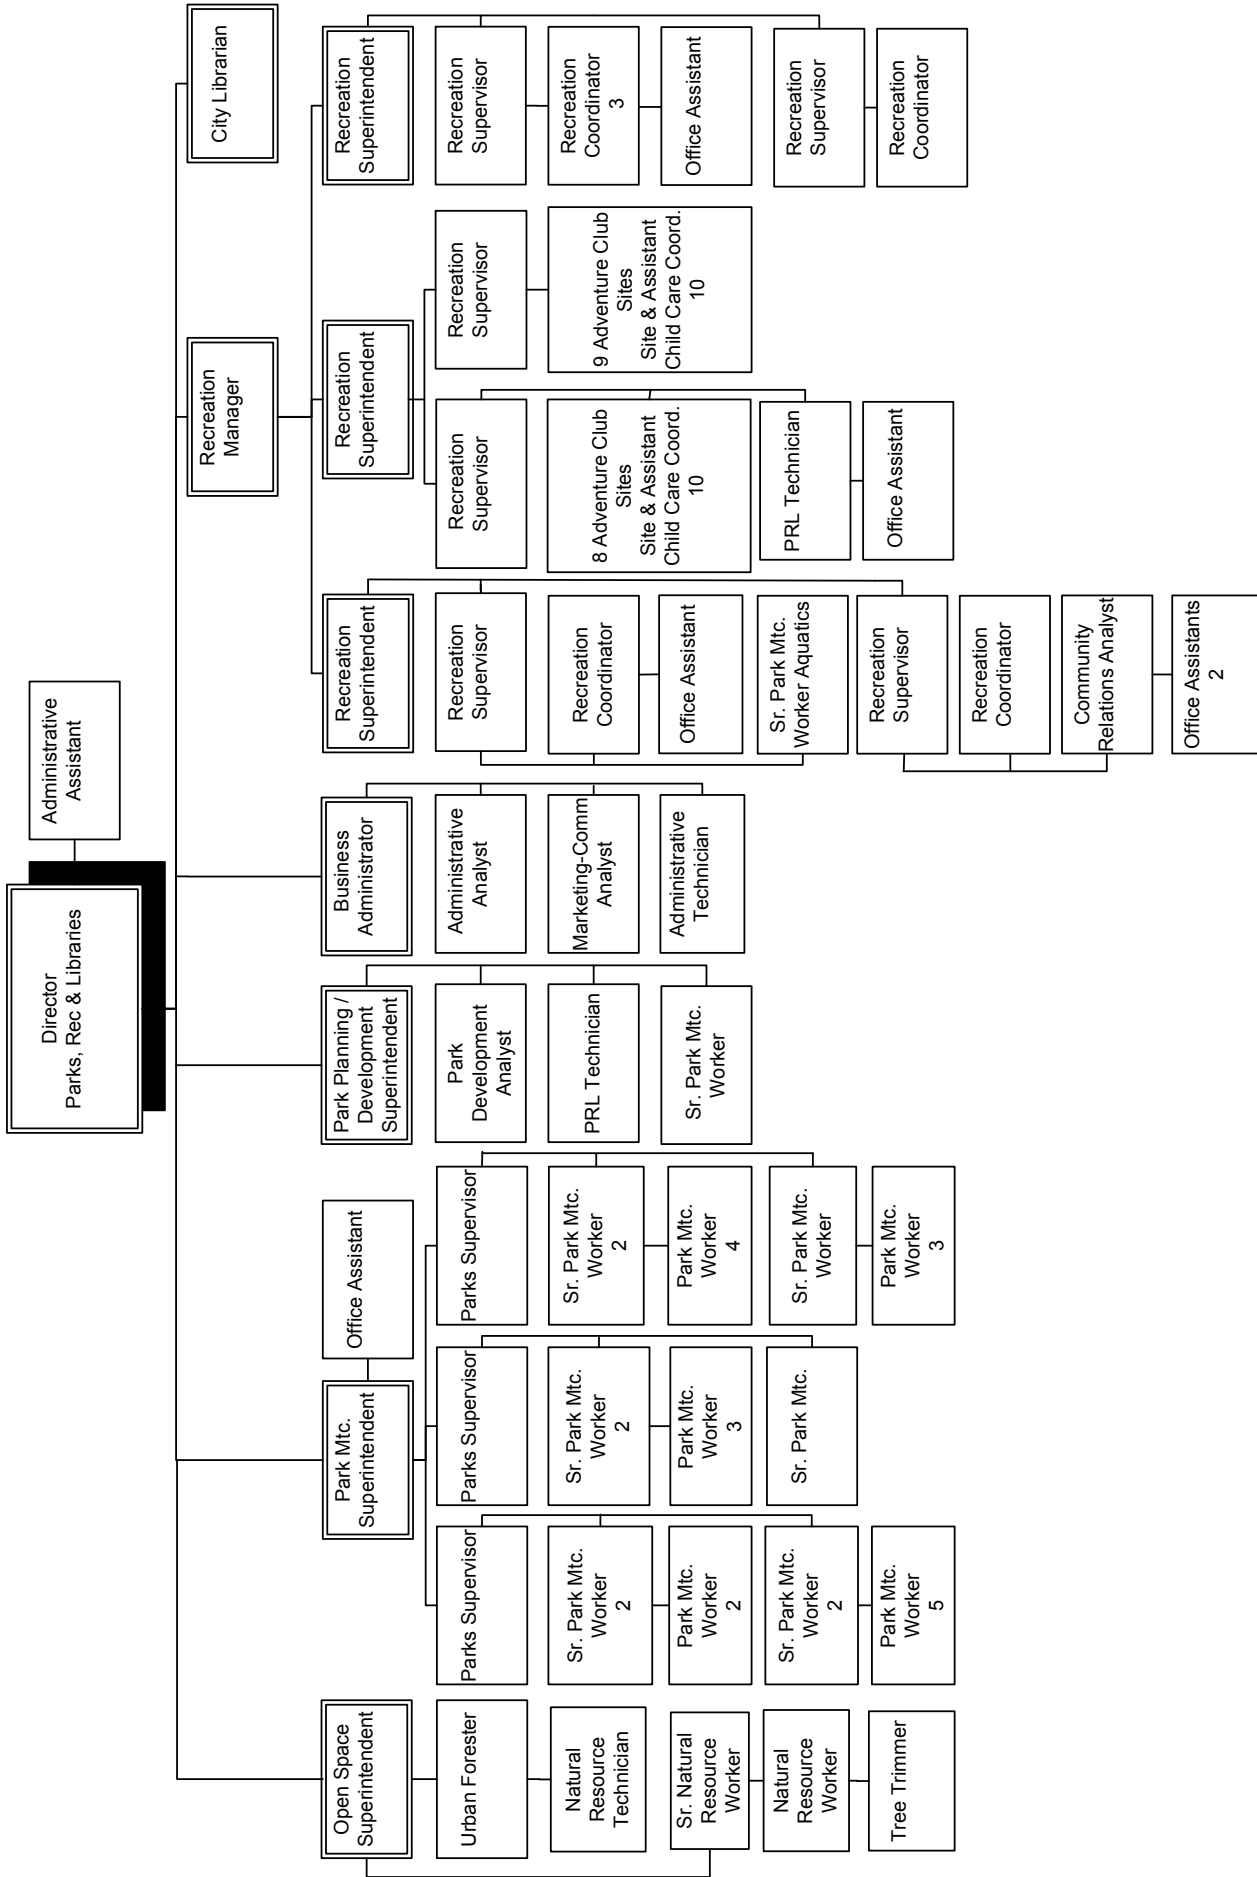 Director
Parks, Rec & Libraries
Administrative
Assistant
Open Space
Superintendent
Urban Forester
Natural
Resource
Technician
Sr. Natural
Resource
Worker
Natural
Resource
Worker
Tree Trimmer
Park Mtc.
Superintendent
Office Assistant
Parks Supervisor
Sr. Park Mtc.
Worker
2
Park Mtc.
Worker
2
Sr. Park Mtc.
Worker
2
Park Mtc.
Worker
5
Parks Supervisor
Sr. Park Mtc.
Worker
2
Park Mtc.
Worker
3
Sr. Park Mtc.
Parks Supervisor
Sr. Park Mtc.
Worker
2
Park Mtc.
Worker
4
Sr. Park Mtc.
Worker
Park Mtc.
Worker
3
Park Planning /
Development
Superintendent
Park
Development
Analyst
PRL Technician
Sr. Park Mtc.
Worker
Business
Administrator
Administrative
Analyst
Marketing-Comm
Analyst
Administrative
Technician
Recreation
Manager
Recreation
Superintendent
Recreation
Supervisor
Recreation
Coordinator
Office Assistant
Sr. Park Mtc.
Worker Aquatics
Recreation
Supervisor
Recreation
Coordinator
Community
Relations Analyst
Office Assistants
2
Recreation
Superintendent
Recreation
Supervisor
8 Adventure Club
Sites
Site & Assistant
Child Care Coord.
10
PRL Technician
Office Assistant
Recreation
Supervisor
9 Adventure Club
Sites
Site & Assistant
Child Care Coord.
10
Recreation
Superintendent
Recreation
Supervisor
Recreation
Coordinator
3
Office Assistant
Recreation
Supervisor
Recreation
Coordinator
City Librarian